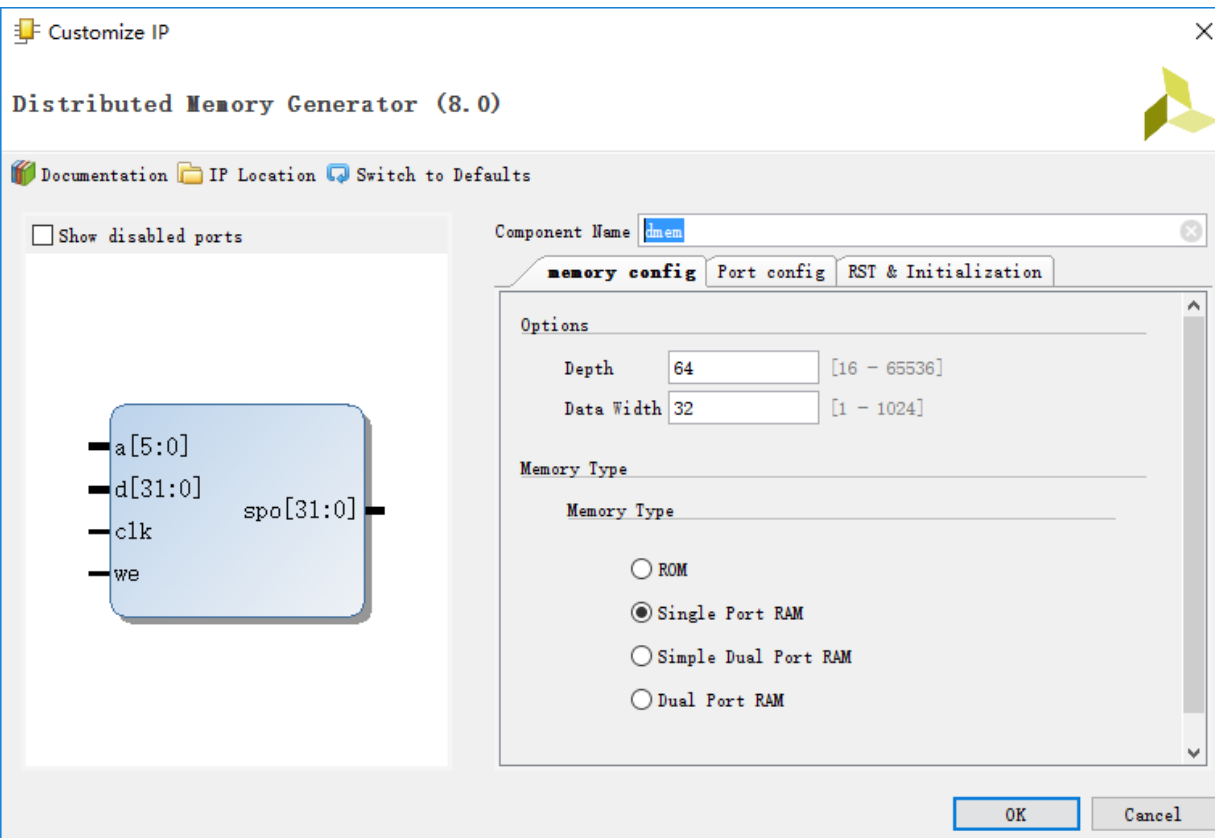 Customize IP
Distributed Memory Generator (8.0)
Documentation IP Location Switch to Defaults
Show disabled ports
a[5:0]
d[31:0]
clk
we
spo[31:0]
Component Name dmem
memory config Port config RST & Initialization
Options
Depth 64 [16 - 65536]
Data Width 32 [1 - 1024]
Memory Type
Memory Type
ROM
Single Port RAM
Simple Dual Port RAM
Dual Port RAM
OK Cancel